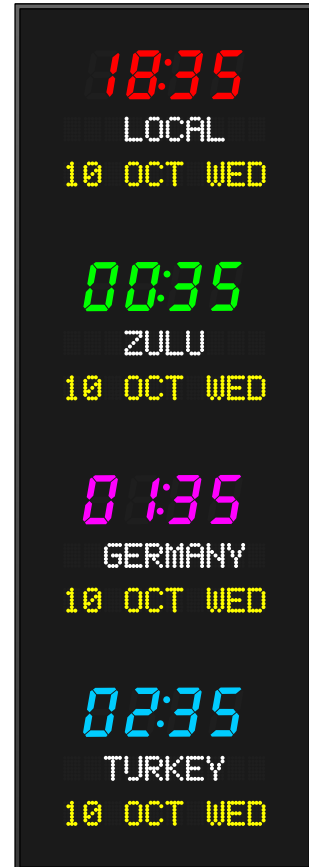 18:35
LOCAL
10 OCT WED
00:35
ZULU
10 OCT WED
01:35
GERMANY
10 OCT WED
02:35
TURKEY
10 OCT WED